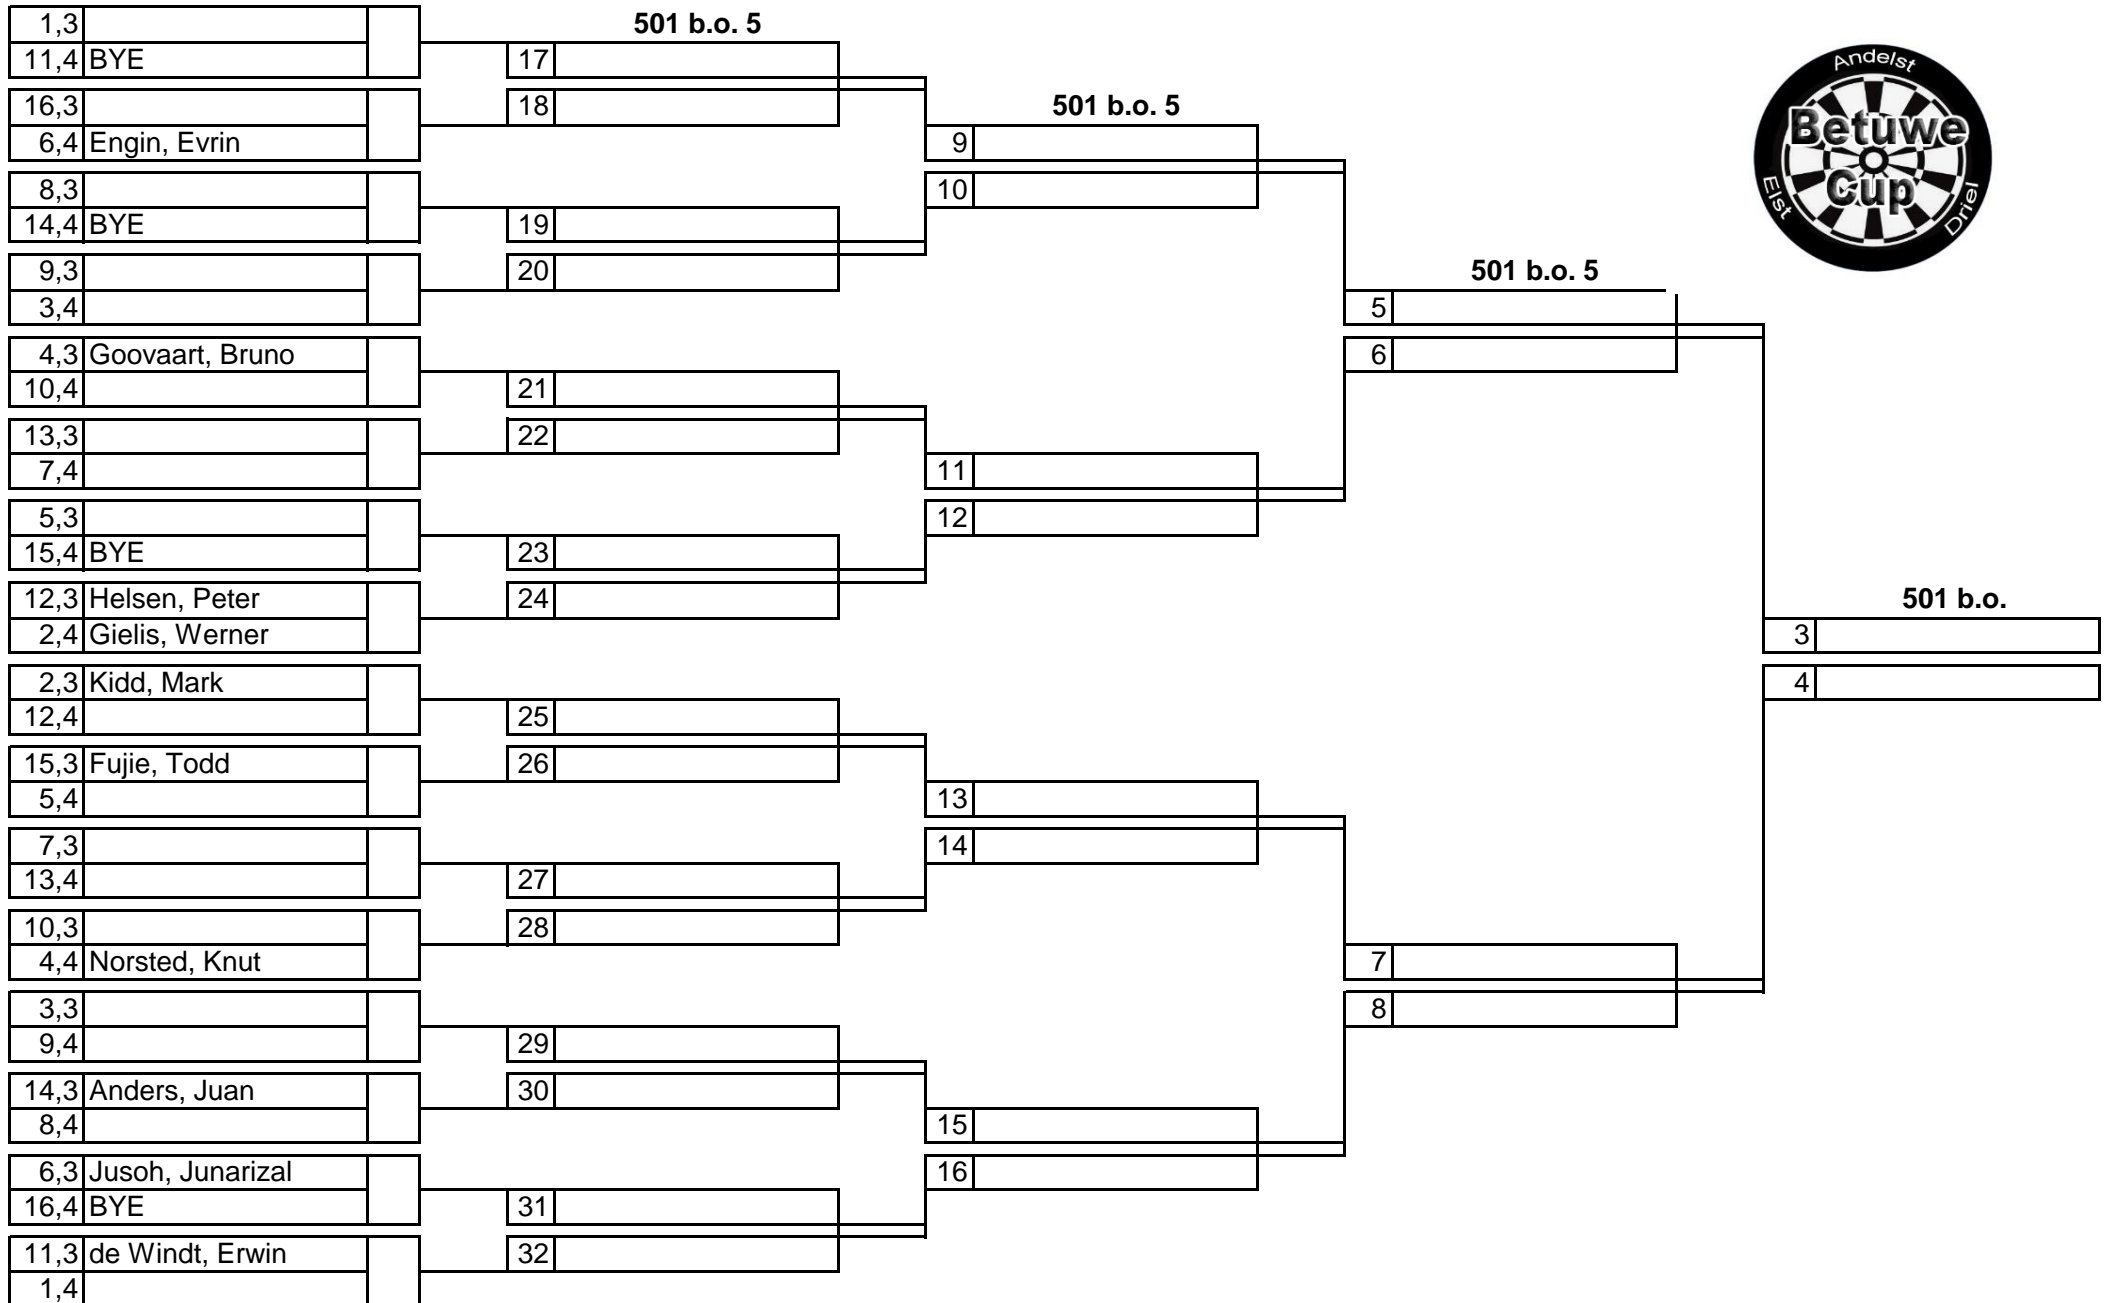 1,3
501 b.o. 5
11,4 BYE
17
16,3
18
501 b.o. 5
6,4 Engin, Evrin
9
8,3
10
14,4 BYE
19
9,3
20
501 b.o. 5
3,4
5
4,3 Goovaart, Bruno
6
10,4
21
13,3
22
7,4
11
5,3
12
15,4 BYE
23
12,3 Helsen, Peter
24
501 b.o.
2,4 Gielis, Werner
3
2,3 Kidd, Mark
4
12,4
25
15,3 Fujie, Todd
26
5,4
13
7,3
14
13,4
27
10,3
28
4,4 Norsted, Knut
7
3,3
8
9,4
29
14,3 Anders, Juan
30
8,4
15
6,3 Jusoh, Junarizal
16
16,4 BYE
31
11,3 de Windt, Erwin
32
1,4
Andelst
Betuwe
Cup
Elst
Driel